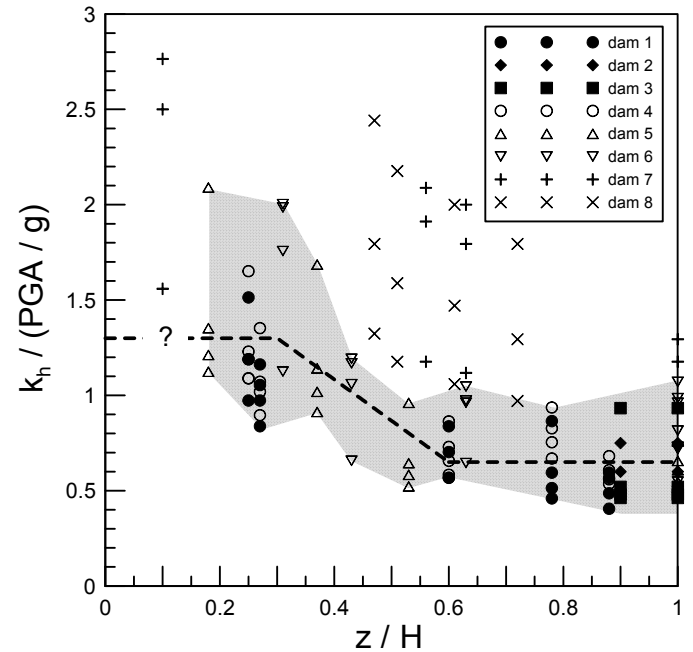 3
2.5
2
1.5
1
0.5
0
k_h / (PGA / g)
?
dam 1
dam 2
dam 3
dam 4
dam 5
dam 6
dam 7
dam 8
0 0.2 0.4 0.6 0.8 1
z / H